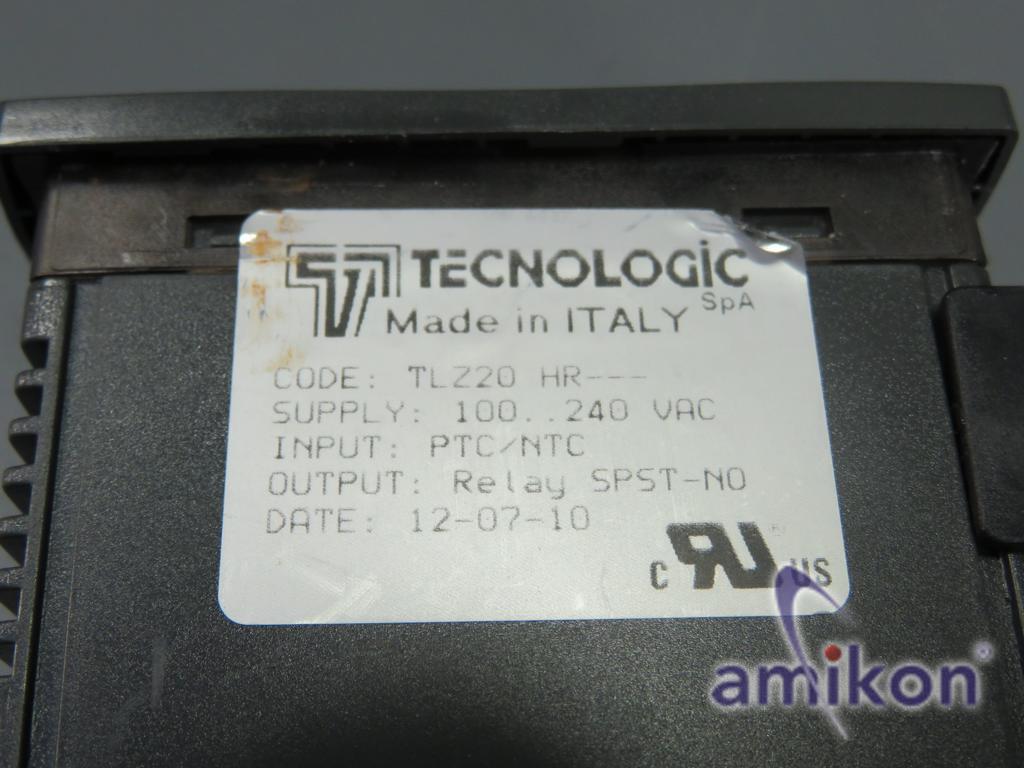 TECNOLOGIC
SpA
Made in ITALY
CODE: TLZ20 HR---
SUPPLY: 100..240 VAC
INPUT: PTC/NTC
OUTPUT: Relay SPST-NO
DATE: 12-07-10
C RU US
amikon®